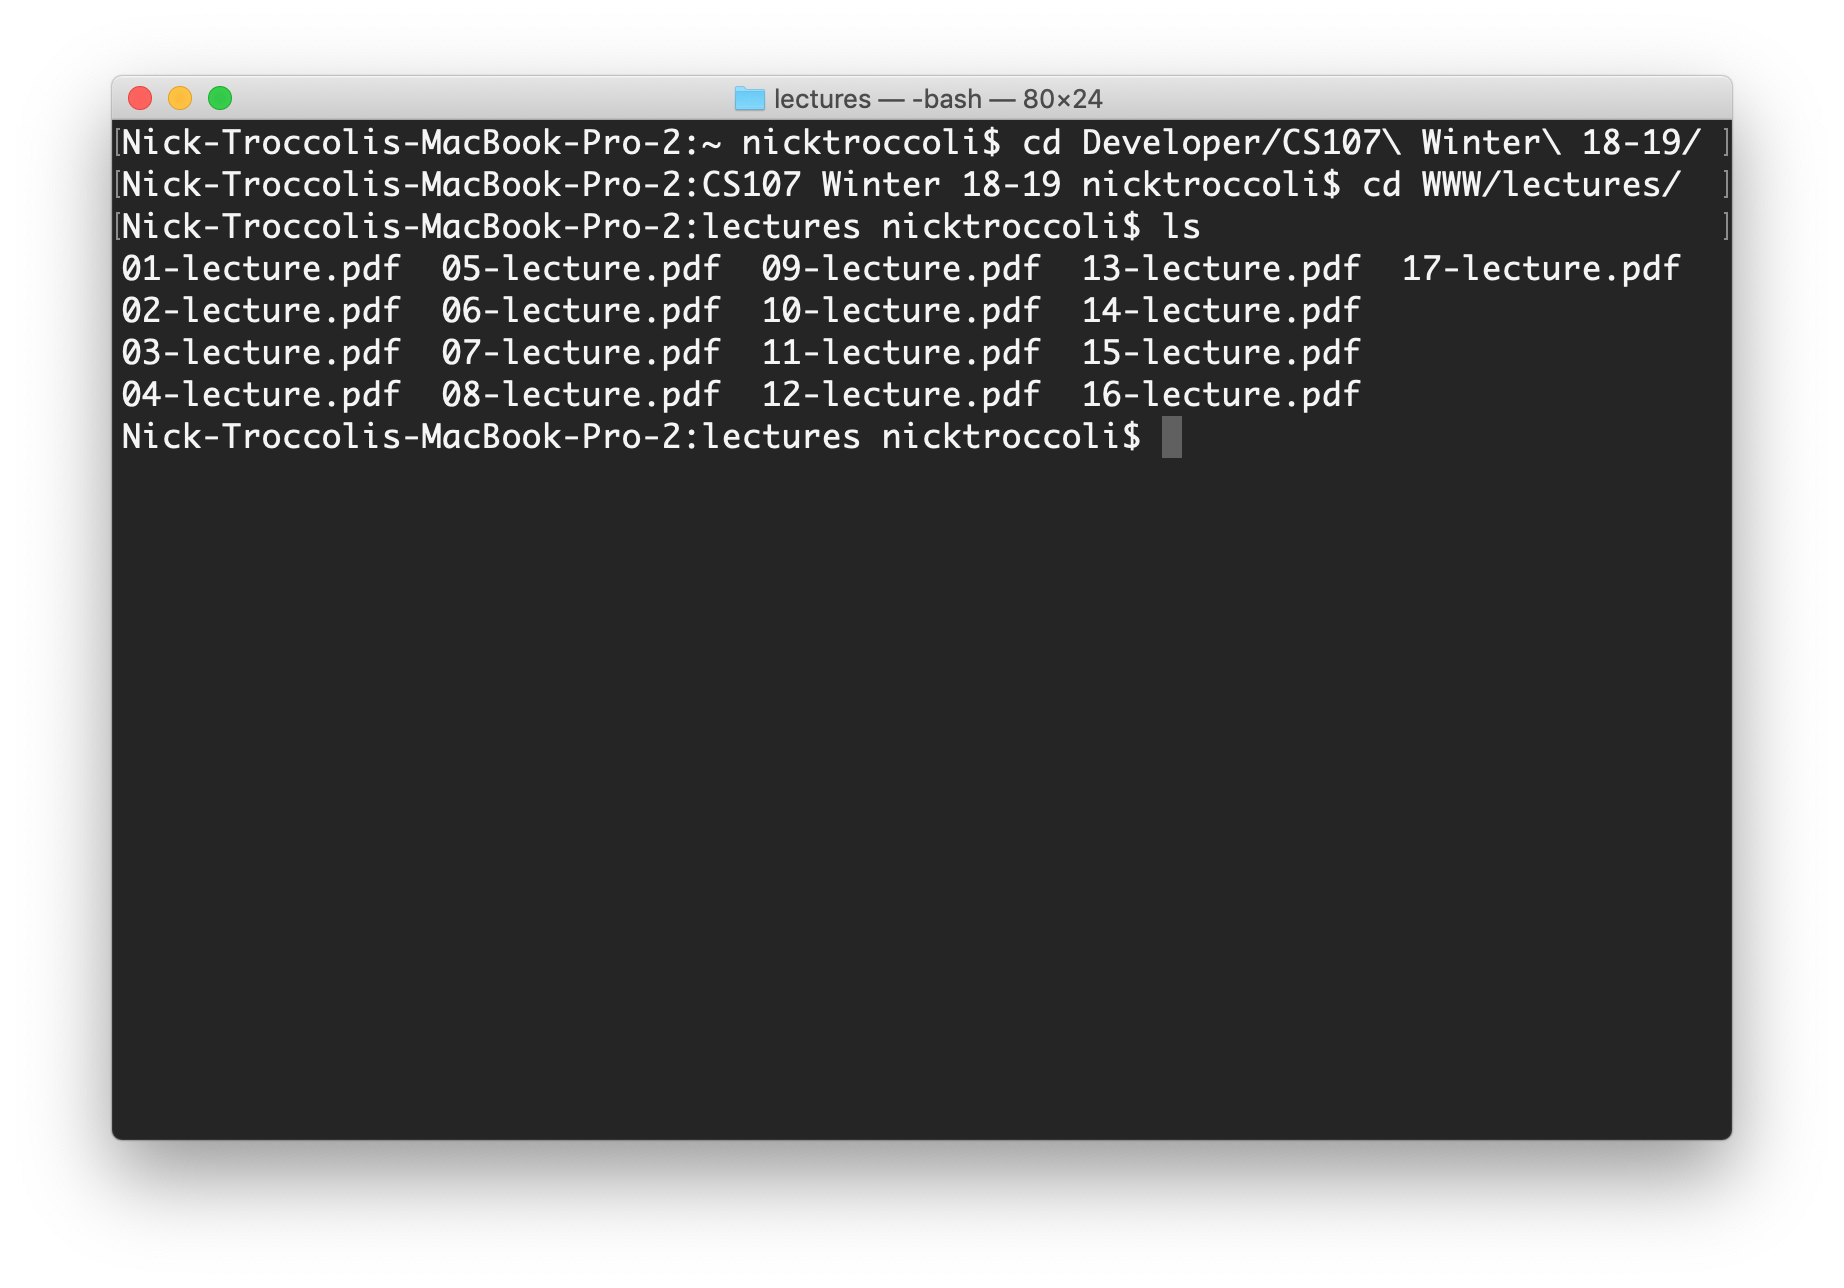 lectures — -bash — 80×24
[Nick-Troccolis-MacBook-Pro-2:~ nicktroccoli$ cd Developer/CS107\ Winter\ 18-19/ ]
[Nick-Troccolis-MacBook-Pro-2:CS107 Winter 18-19 nicktroccoli$ cd WWW/lectures/ ]
[Nick-Troccolis-MacBook-Pro-2:lectures nicktroccoli$ ls ]
01-lecture.pdf  05-lecture.pdf  09-lecture.pdf  13-lecture.pdf  17-lecture.pdf
02-lecture.pdf  06-lecture.pdf  10-lecture.pdf  14-lecture.pdf
03-lecture.pdf  07-lecture.pdf  11-lecture.pdf  15-lecture.pdf
04-lecture.pdf  08-lecture.pdf  12-lecture.pdf  16-lecture.pdf
Nick-Troccolis-MacBook-Pro-2:lectures nicktroccoli$